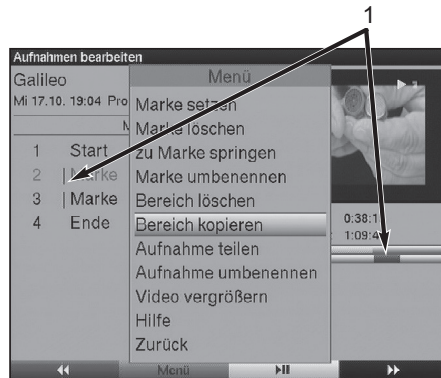 1
Aufnahmen bearbeiten
Galileo
Mi 17.10. 19:04 Pro
Menü
Marke setzen
Marke löschen
zu Marke springen
Marke umbenennen
Bereich löschen
Bereich kopieren
Aufnahme teilen
Aufnahme umbenennen
Video vergrößern
Hilfe
Zurück
1 Start
2 | Marke
3 | Marke
4 Ende
0:38:1
1:09:4
Menü